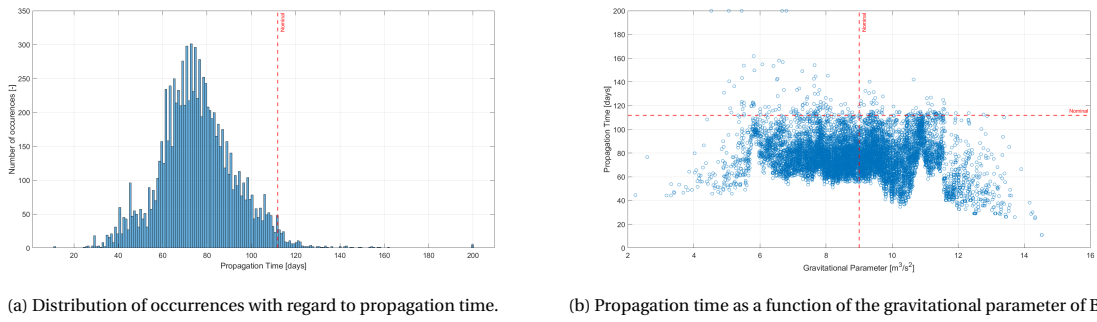 350
300
250
200
150
100
50
0
Number of occurrences [-]
20 40 60 80 100 120 140 160 180 200
Propagation Time [days]
Nominal
200
180
160
140
120
100
80
60
40
20
0
Propagation Time [days]
2 4 6 8 10 12 14 16
Gravitational Parameter [m³/s²]
Nominal
Nominal
(a) Distribution of occurrences with regard to propagation time.
(b) Propagation time as a function of the gravitational parameter of